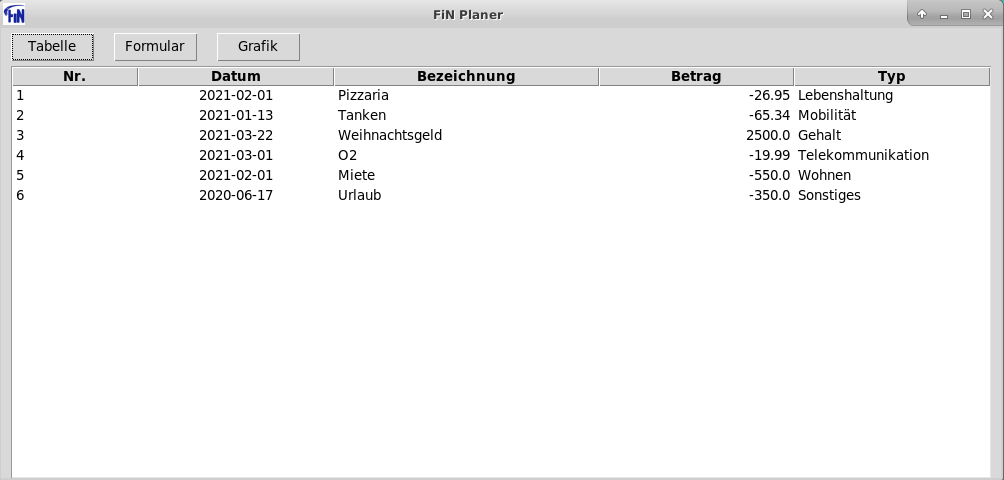 FiN
FiN Planer
Tabelle Formular Grafik
Nr. Datum Bezeichnung Betrag Typ
1 2021-02-01 Pizzaria -26.95 Lebenshaltung
2 2021-01-13 Tanken -65.34 Mobilität
3 2021-03-22 Weihnachtsgeld 2500.0 Gehalt
4 2021-03-01 O2 -19.99 Telekommunikation
5 2021-02-01 Miete -550.0 Wohnen
6 2020-06-17 Urlaub -350.0 Sonstiges